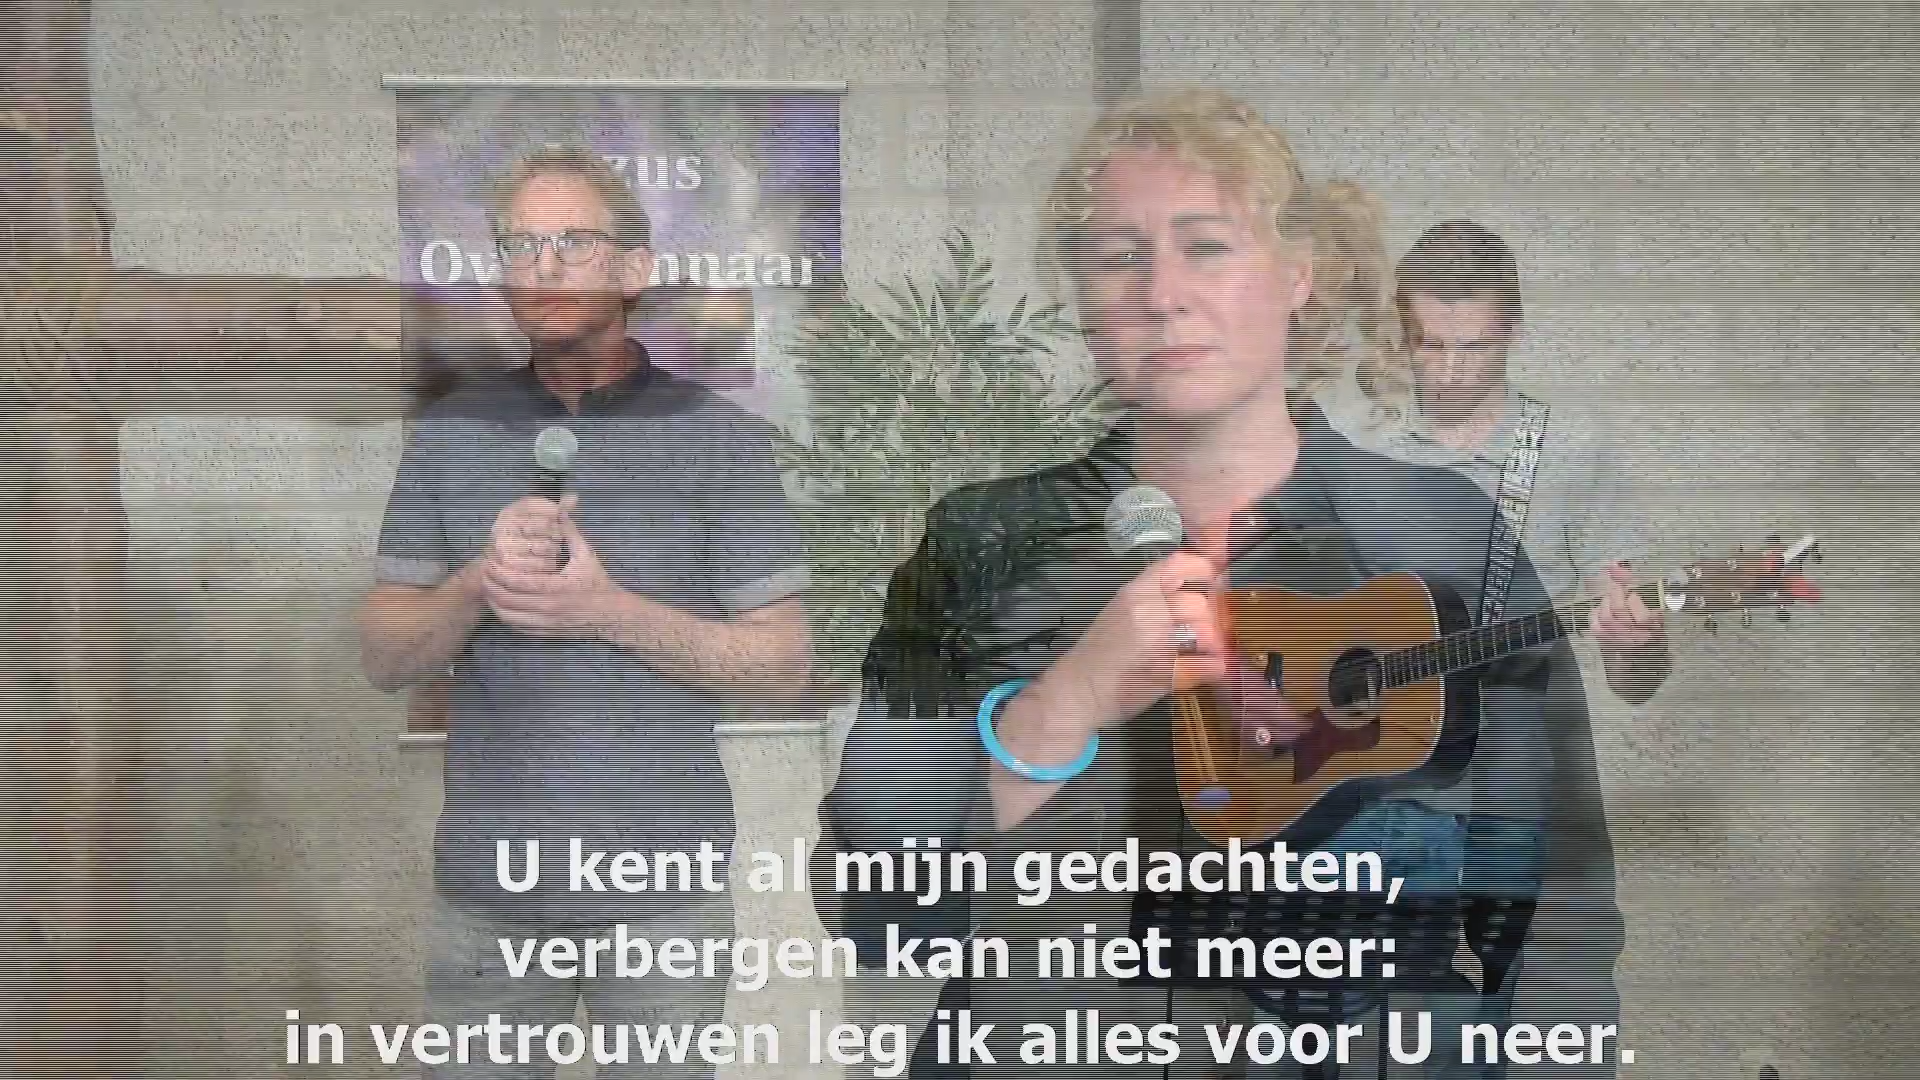 U kent al mijn gedachten,
verbergen kan niet meer:
in vertrouwen leg ik alles voor U neer.